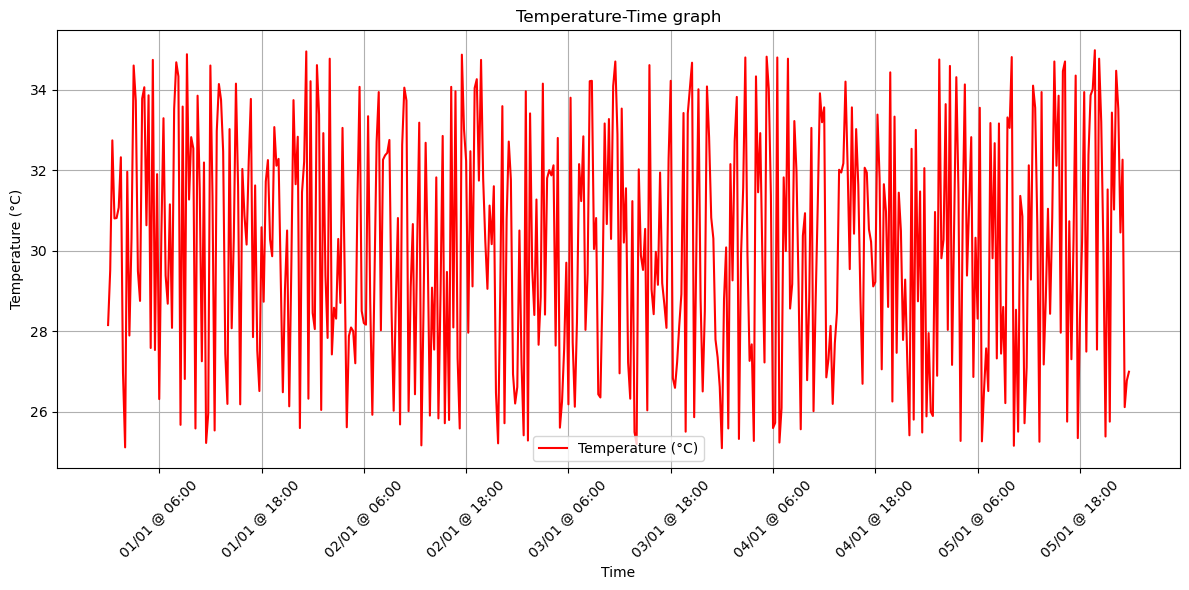 Temperature-Time graph
Temperature (°C)
34
32
30
28
26
Temperature (°C)
01/01 @ 06:00
01/01 @ 18:00
02/01 @ 06:00
02/01 @ 18:00
03/01 @ 06:00
03/01 @ 18:00
04/01 @ 06:00
04/01 @ 18:00
05/01 @ 06:00
05/01 @ 18:00
Time